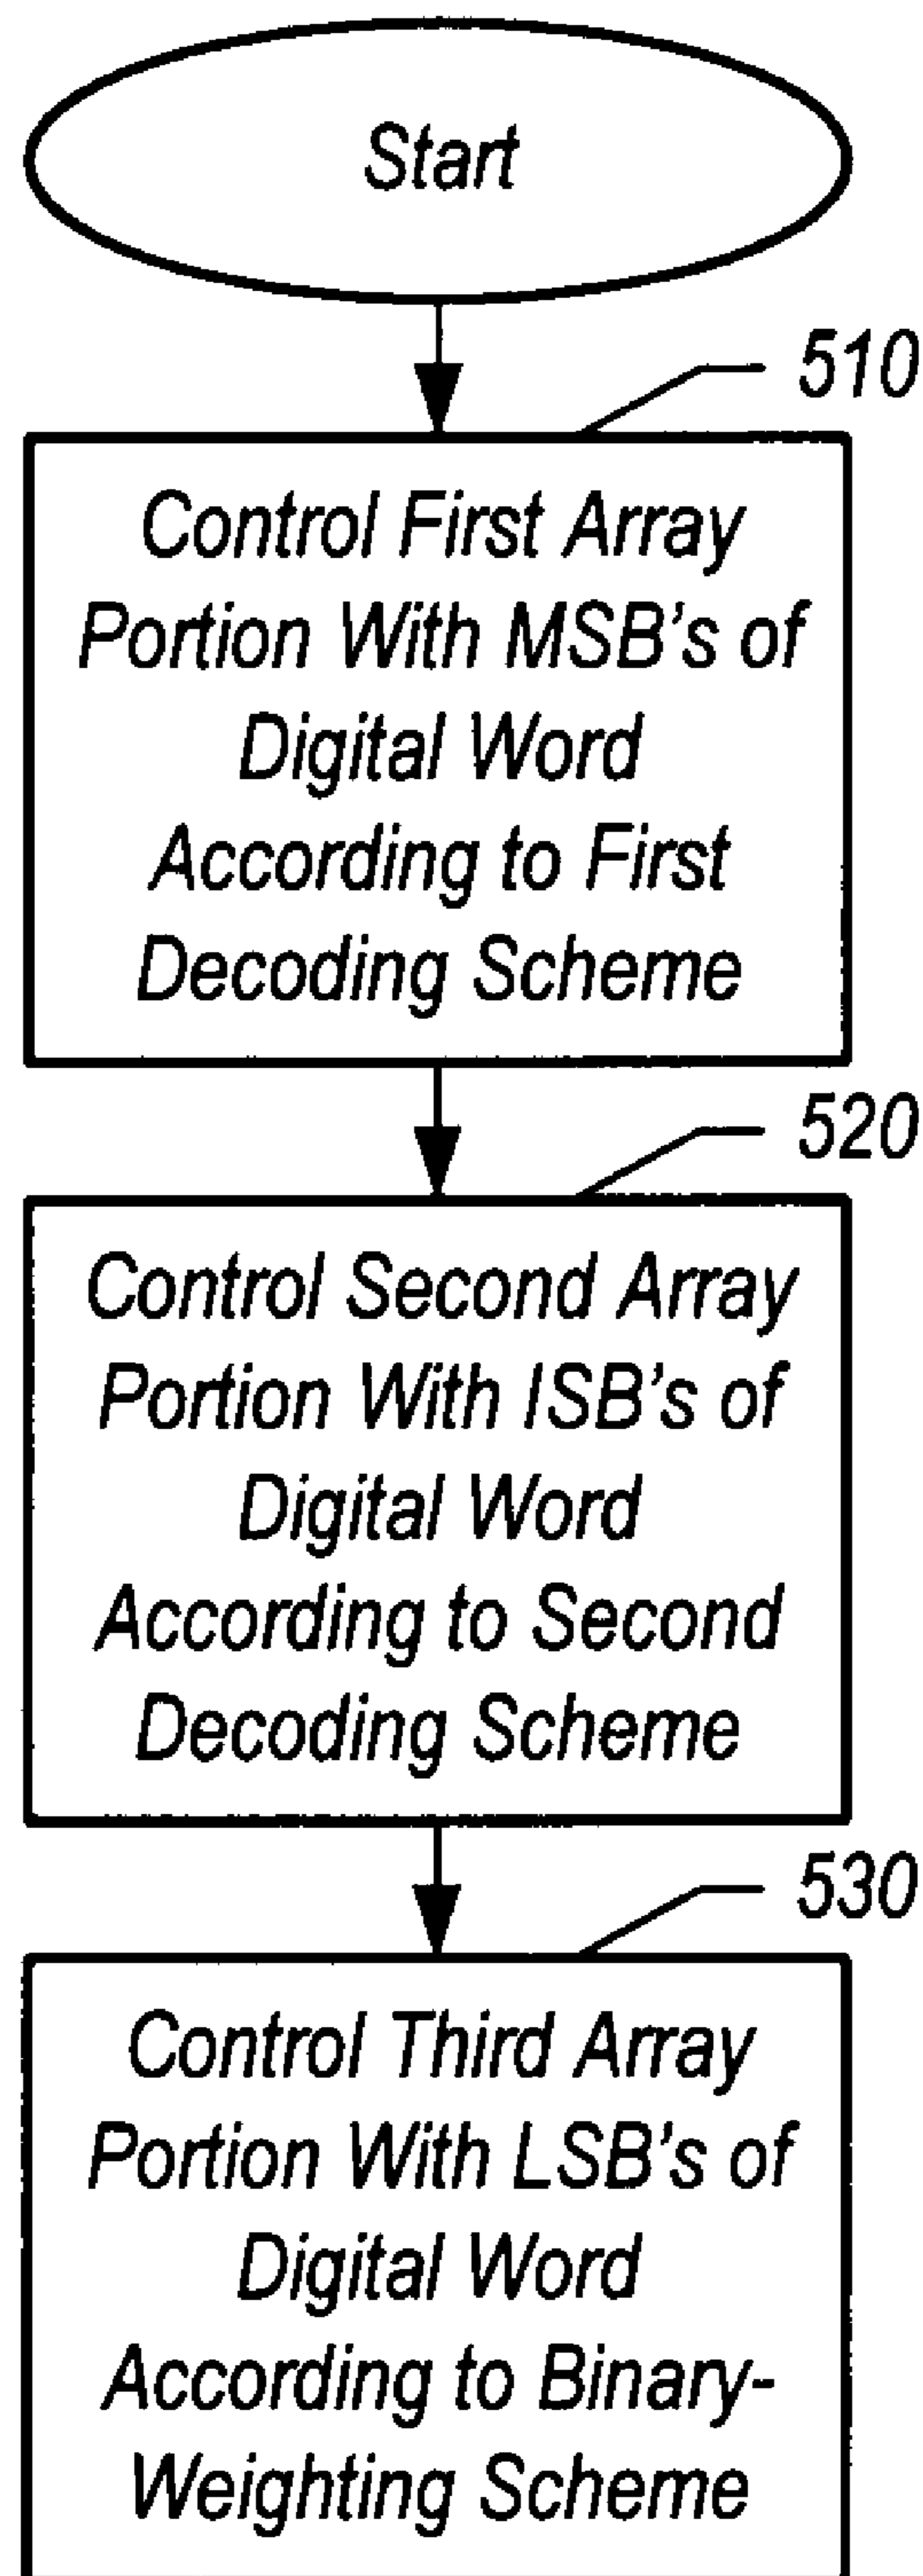 Start
510
Control First Array
Portion With MSB's of
Digital Word
According to First
Decoding Scheme
520
Control Second Array
Portion With ISB's of
Digital Word
According to Second
Decoding Scheme
530
Control Third Array
Portion With LSB's of
Digital Word
According to Binary-
Weighting Scheme